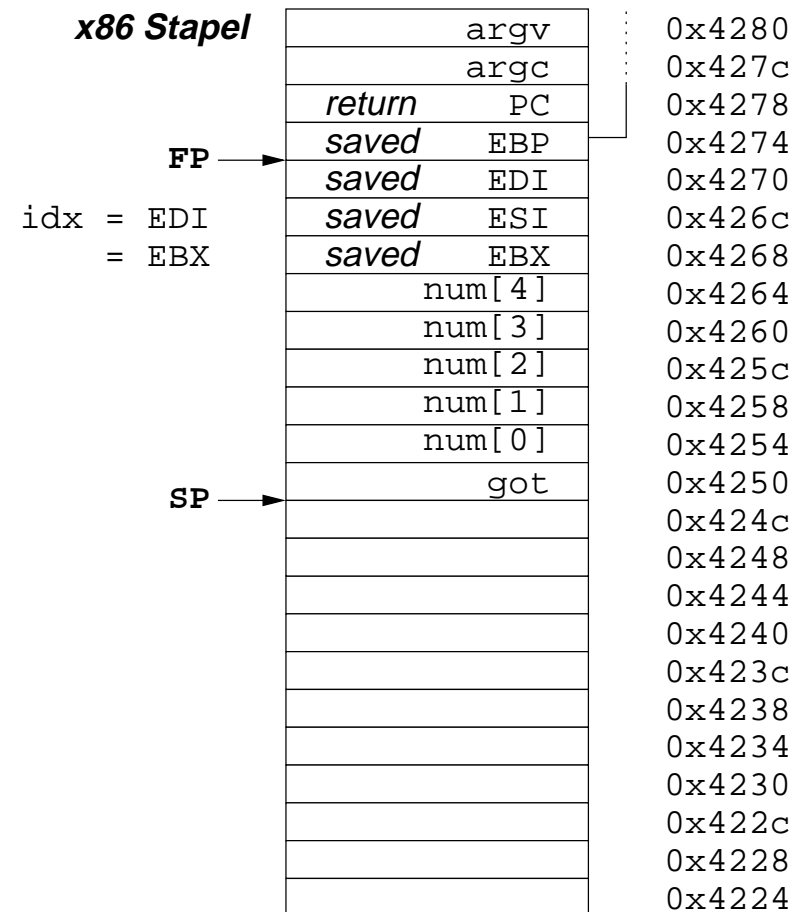 x86 Stapel argv 0x4280
argc 0x427c
return PC 0x4278
saved EBP 0x4274
FP
saved EDI 0x4270
idx = EDI saved ESI 0x426c
= EBX saved EBX 0x4268
num[4] 0x4264
num[3] 0x4260
num[2] 0x425c
num[1] 0x4258
num[0] 0x4254
got 0x4250
SP
0x424c
0x4248
0x4244
0x4240
0x423c
0x4238
0x4234
0x4230
0x422c
0x4228
0x4224